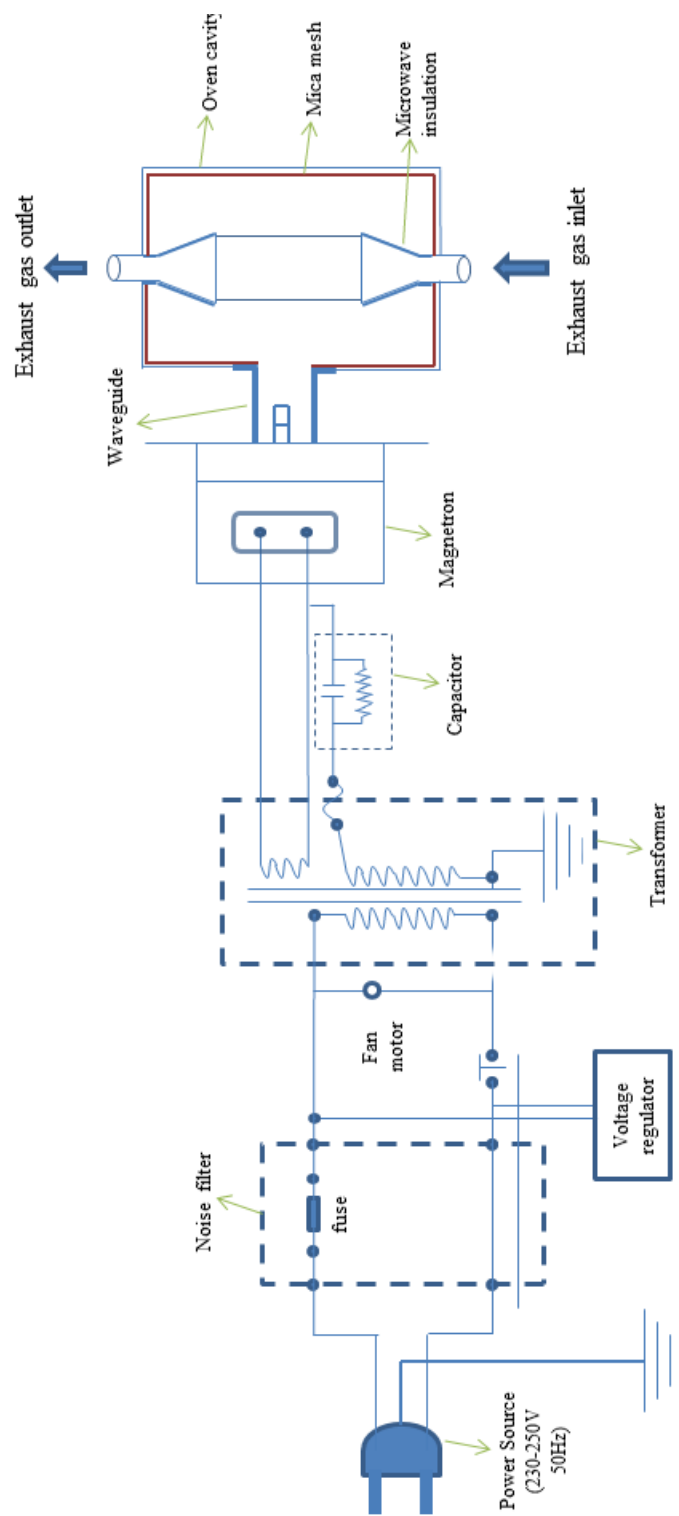 Exhaust gas outlet
Exhaust gas inlet
Oven cavity
Mica mesh
Microwave
insulation
Waveguide
Magnetron
Capacitor
Transformer
Fan
motor
Noise filter
fuse
Voltage
regulator
Power Source
(230-250V
50Hz)